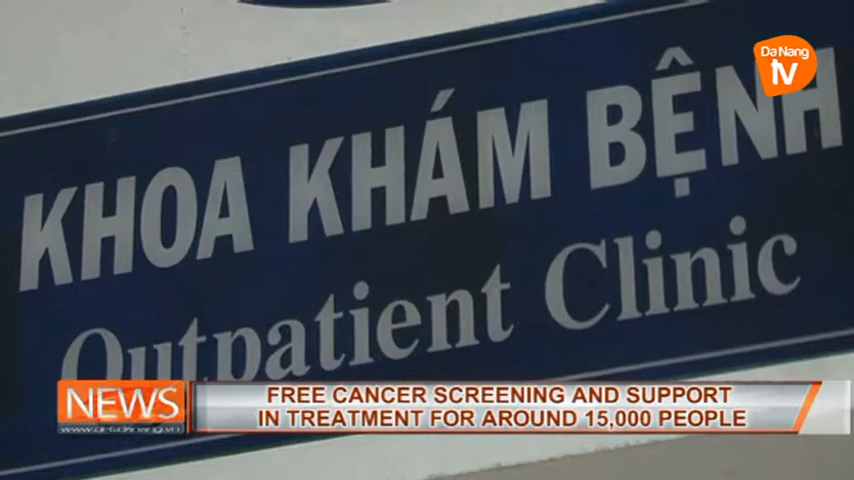 Da Nang
tv
KHOA KHÁM BỆNH
Outpatient Clinic
NEWS
FREE CANCER SCREENING AND SUPPORT
IN TREATMENT FOR AROUND 15,000 PEOPLE